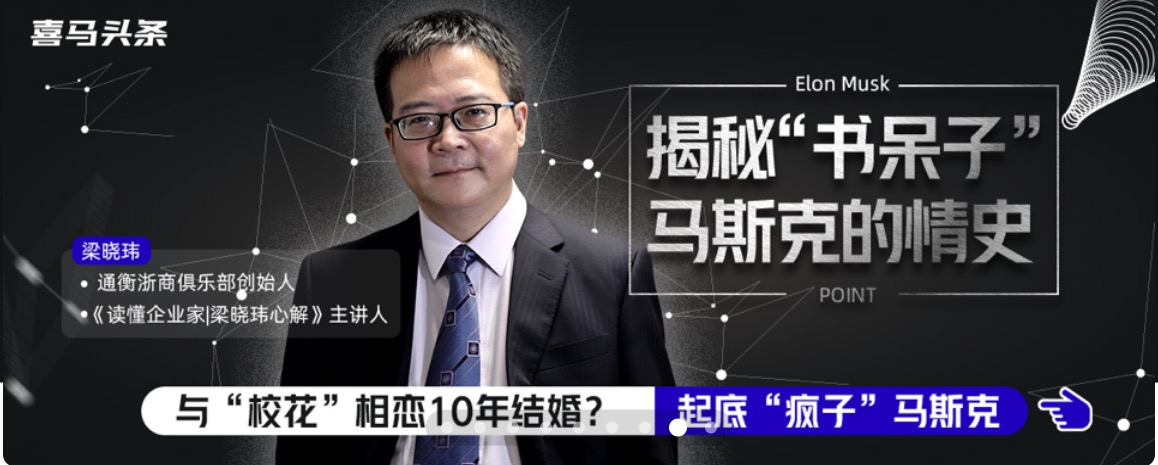 喜马头条
Elon Musk
揭秘“书呆子”
马斯克的情史
POINT
梁晓玮
• 通衡浙商俱乐部创始人
•《读懂企业家|梁晓玮心解》主讲人
与“校花”相恋10年结婚？
起底“疯子”马斯克